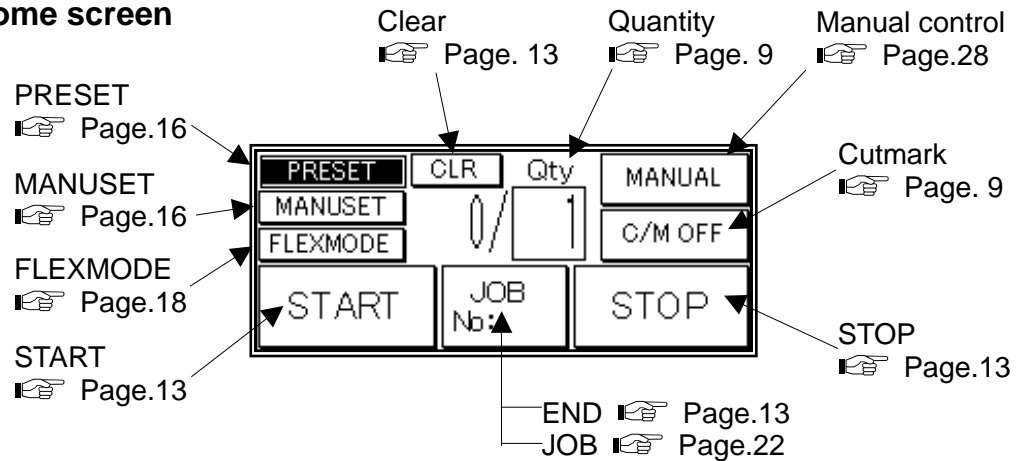 ome screen
Clear
Page. 13
Quantity
Page. 9
Manual control
Page.28
PRESET
Page.16
MANUSET
Page.16
FLEXMODE
Page.18
START
Page.13
PRESET CLR Qty MANUAL
MANUSET 0/ 1 C/M OFF
FLEXMODE
START JOB STOP
No:
Cutmark
Page. 9
STOP
Page.13
END Page.13
JOB Page.22